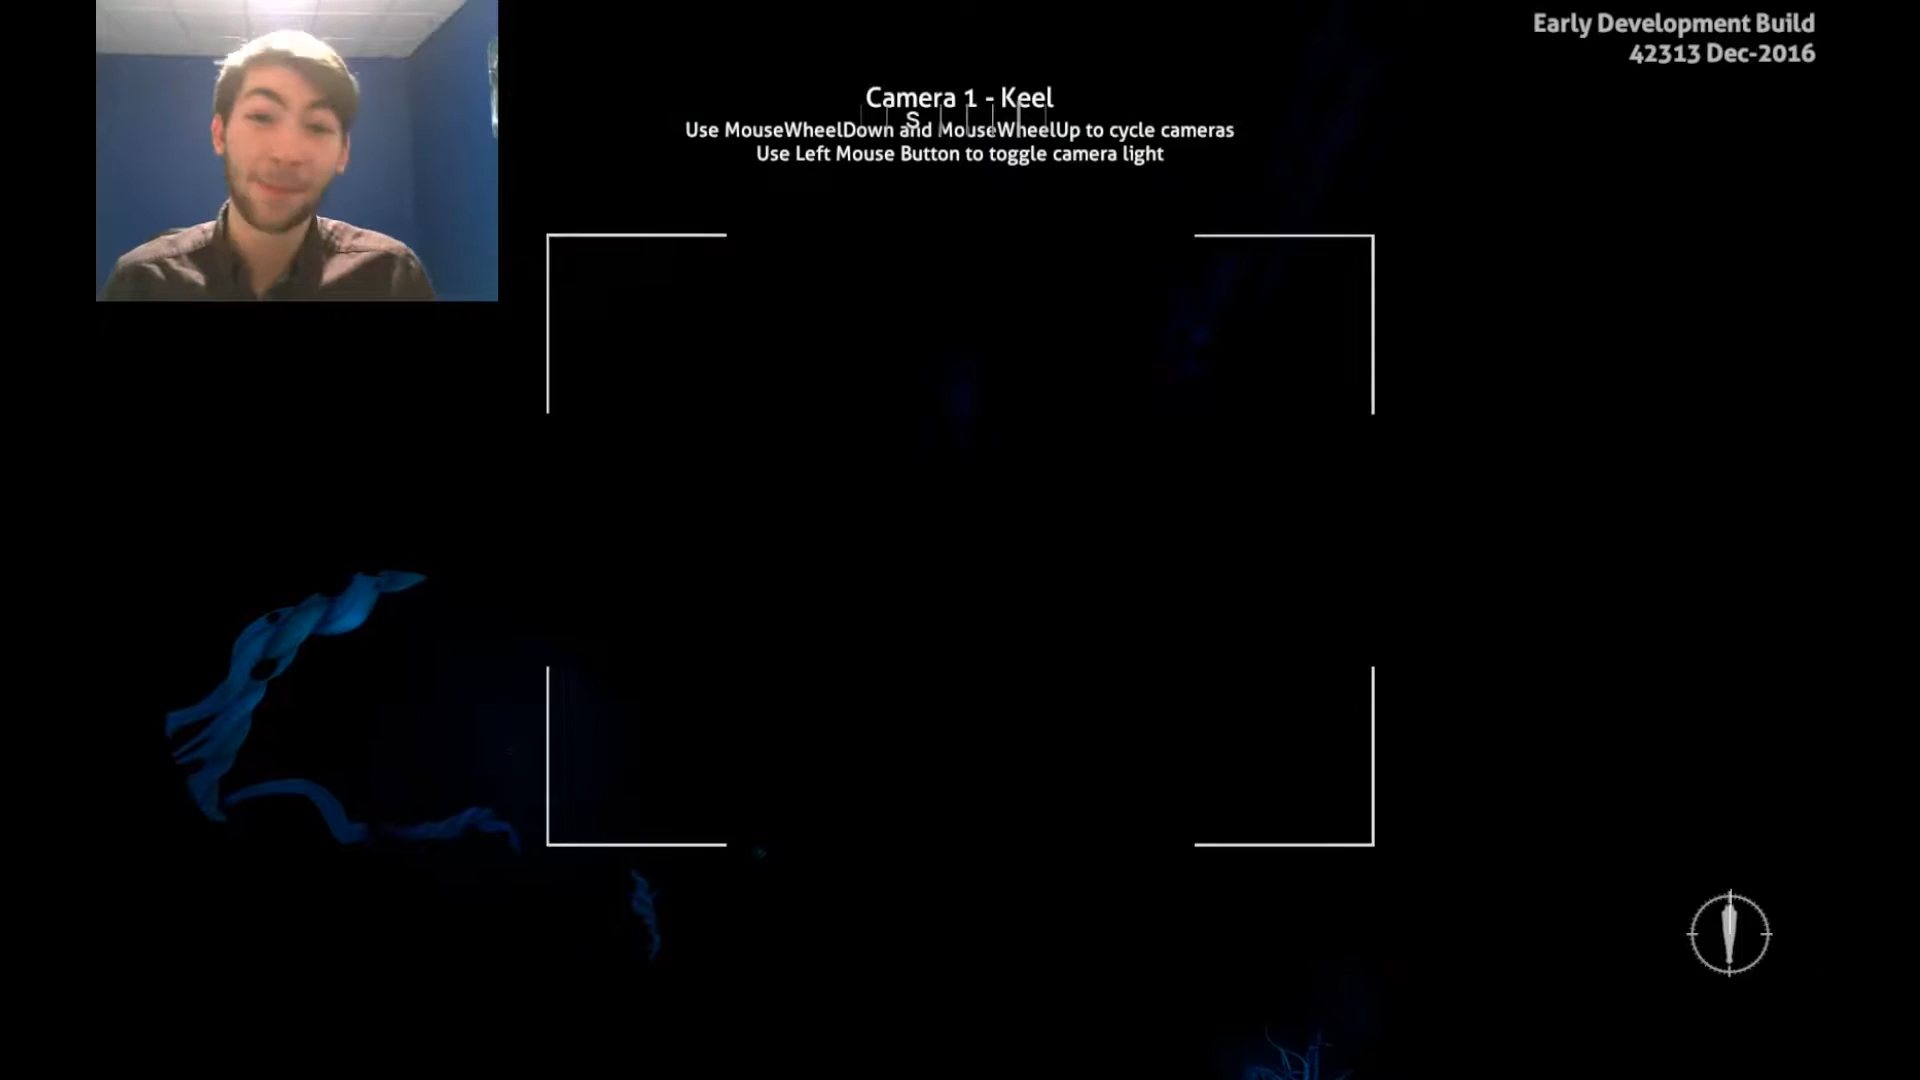 Early Development Build
42313 Dec-2016
Camera 1 - Keel
S
Use MouseWheelDown and MouseWheelUp to cycle cameras
Use Left Mouse Button to toggle camera light